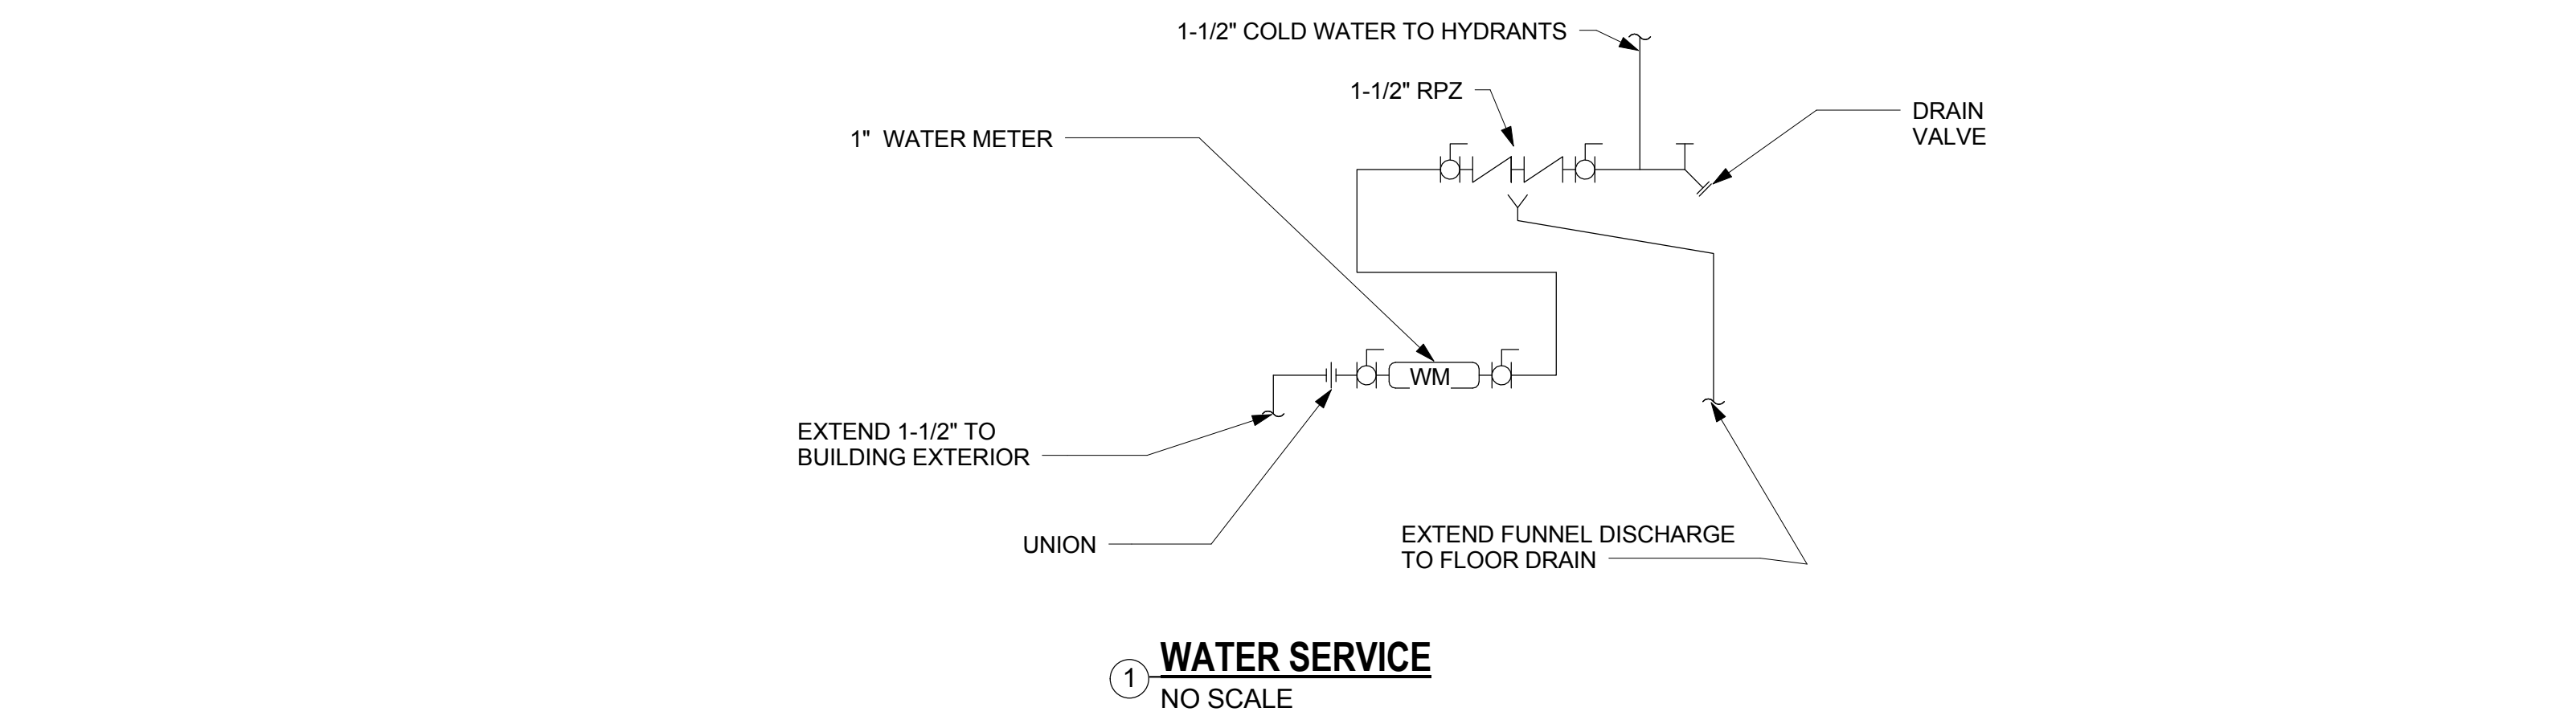 1-1/2" COLD WATER TO HYDRANTS
1-1/2" RPZ
DRAIN
VALVE
1" WATER METER
WM
EXTEND 1-1/2" TO
BUILDING EXTERIOR
UNION
EXTEND FUNNEL DISCHARGE
TO FLOOR DRAIN
1
WATER SERVICE
NO SCALE